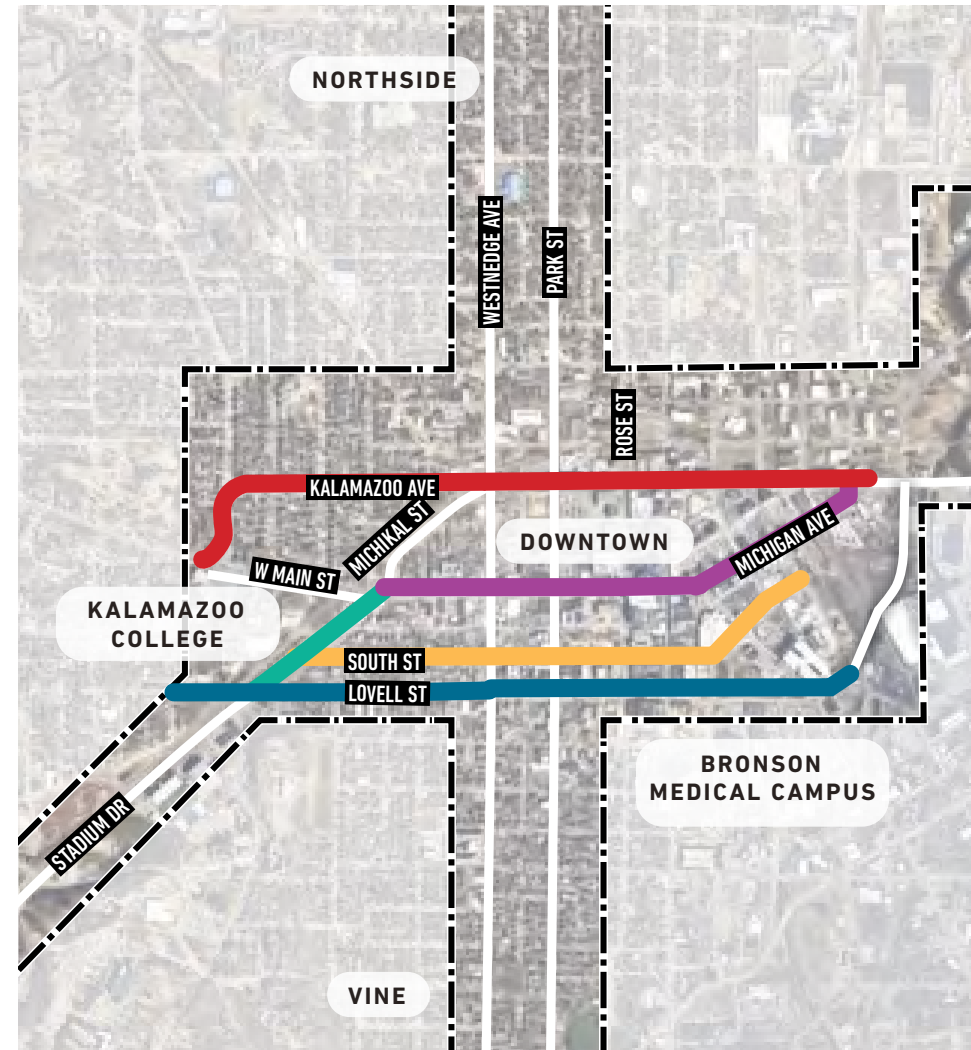 NORTHSIDE
WESTNEDGE AVE
PARK ST
ROSE ST
KALAMAZOO AVE
MICHIKAL ST
DOWNTOWN
MICHIGAN AVE
W MAIN ST
KALAMAZOO
COLLEGE
SOUTH ST
LOVELL ST
BRONSON
MEDICAL CAMPUS
STADIUM DR
VINE